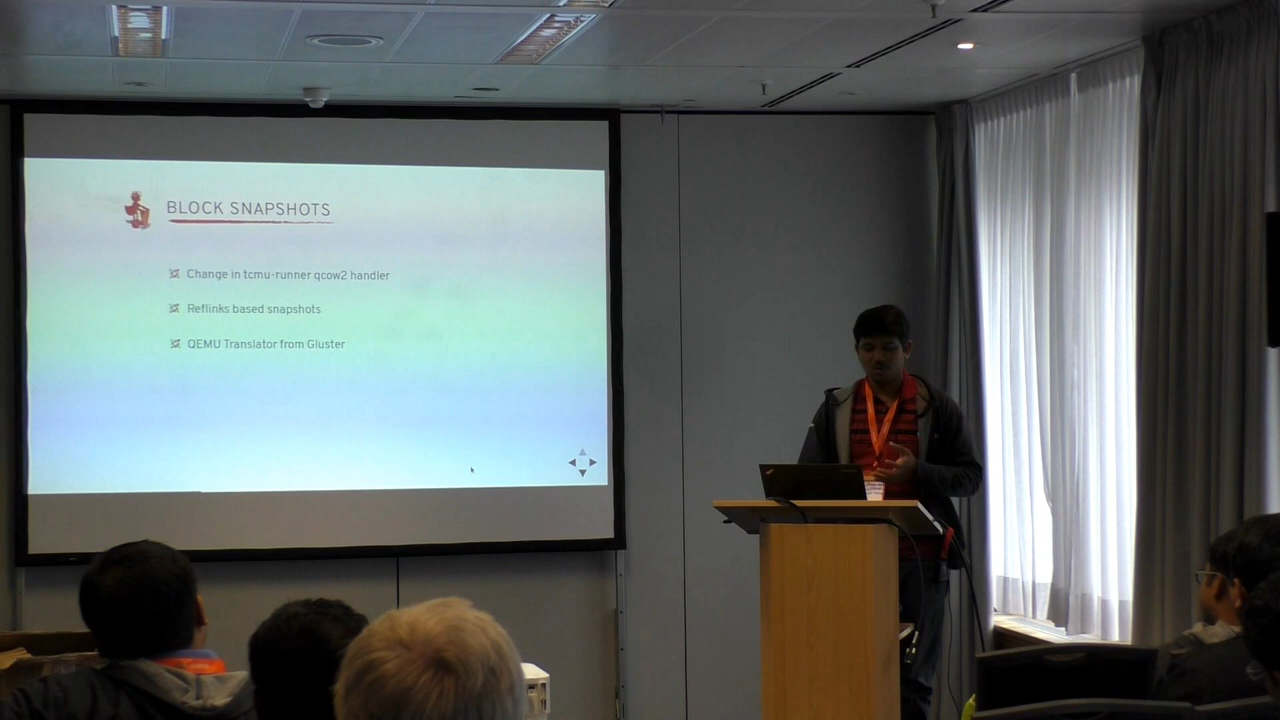 BLOCK SNAPSHOTS
Change in tcmu-runner qcow2 handler
Reflinks based snapshots
QEMU Translator from Gluster